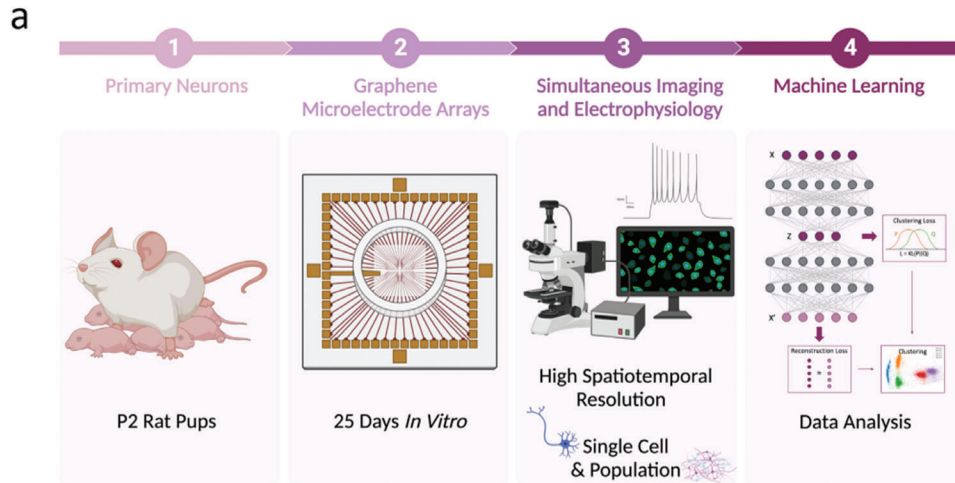 a
1
2
3
4
Primary Neurons
Graphene
Microelectrode Arrays
Simultaneous Imaging
and Electrophysiology
Machine Learning
X
Z
X'
Clustering Loss
P
Q
L = KL(P||Q)
Reconstruction Loss
≈
Clustering
P2 Rat Pups
25 Days In Vitro
High Spatiotemporal
Resolution
Single Cell
& Population
Data Analysis